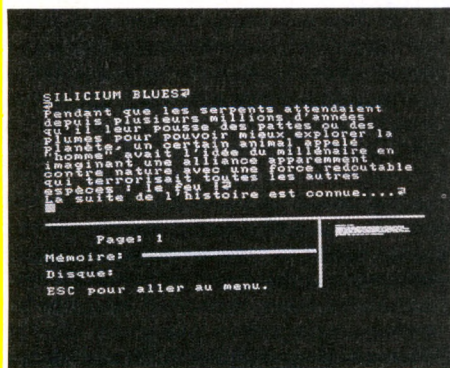 SILICIUM BLUES
Pendant que les serpents attendaient
depuis plusieurs millions d'années
qu'il leur pousse des pattes ou des
plumes pour pouvoir mieux explorer la
planète, un certain animal appelé
"homme" avait l'idée du millénaire en
imaginant une alliance apparemment
contre nature avec une force redoutable
qui terrorisait toutes les autres
espèces : le feu !
La suite de l'histoire est connue....
Page: 1
Mémoire:
Disque:
ESC pour aller au menu.